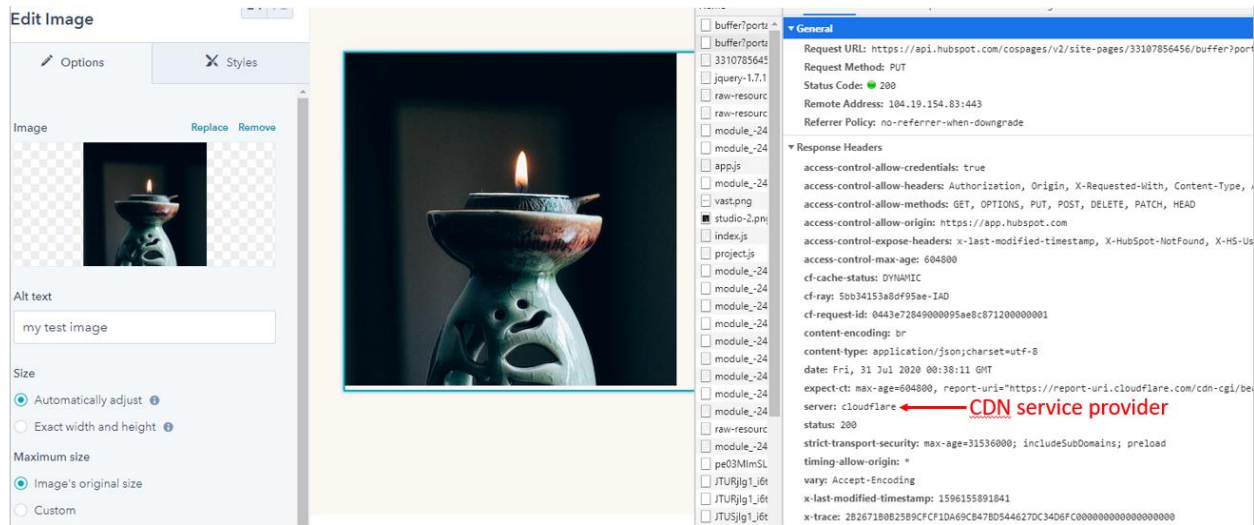 Edit Image
Options
Styles
Image
Replace Remove
Alt text
my test image
Size
Automatically adjust
Exact width and height
Maximum size
Image's original size
Custom
buffer?porta
buffer?porta
3310785645
jquery-1.7.1
raw-resourc
raw-resourc
module_-24
module_-24
app.js
module_-24
vast.png
studio-2.png
index.js
project.js
module_-24
module_-24
module_-24
module_-24
module_-24
module_-24
module_-24
module_-24
module_-24
raw-resourc
module_-24
pe03MImSL
JTURjIg1_i6t
JTURjIg1_i6t
JTUSjIg1_i6t
General
Request URL: https://api.hubspot.com/cospages/v2/site-pages/33107856456/buffer?port
Request Method: PUT
Status Code: 200
Remote Address: 104.19.154.83:443
Referrer Policy: no-referrer-when-downgrade
Response Headers
access-control-allow-credentials: true
access-control-allow-headers: Authorization, Origin, X-Requested-With, Content-Type,
access-control-allow-methods: GET, OPTIONS, PUT, POST, DELETE, PATCH, HEAD
access-control-allow-origin: https://app.hubspot.com
access-control-expose-headers: x-last-modified-timestamp, X-HubSpot-NotFound, X-HS-Us
access-control-max-age: 604800
cf-cache-status: DYNAMIC
cf-ray: 5bb34153a8df95ae-IAD
cf-request-id: 0443e72849000095ae8c871200000001
content-encoding: br
content-type: application/json;charset=utf-8
date: Fri, 31 Jul 2020 00:38:11 GMT
expect-ct: max-age=604800, report-uri="https://report-uri.cloudflare.com/cdn-cgi/bea
server: cloudflare CDN service provider
status: 200
strict-transport-security: max-age=31536000; includeSubDomains; preload
timing-allow-origin: *
vary: Accept-Encoding
x-last-modified-timestamp: 1596155891841
x-trace: 2B2671B0B25B9CFCF1DA69CB47BD544627DC34D6FC000000000000000000